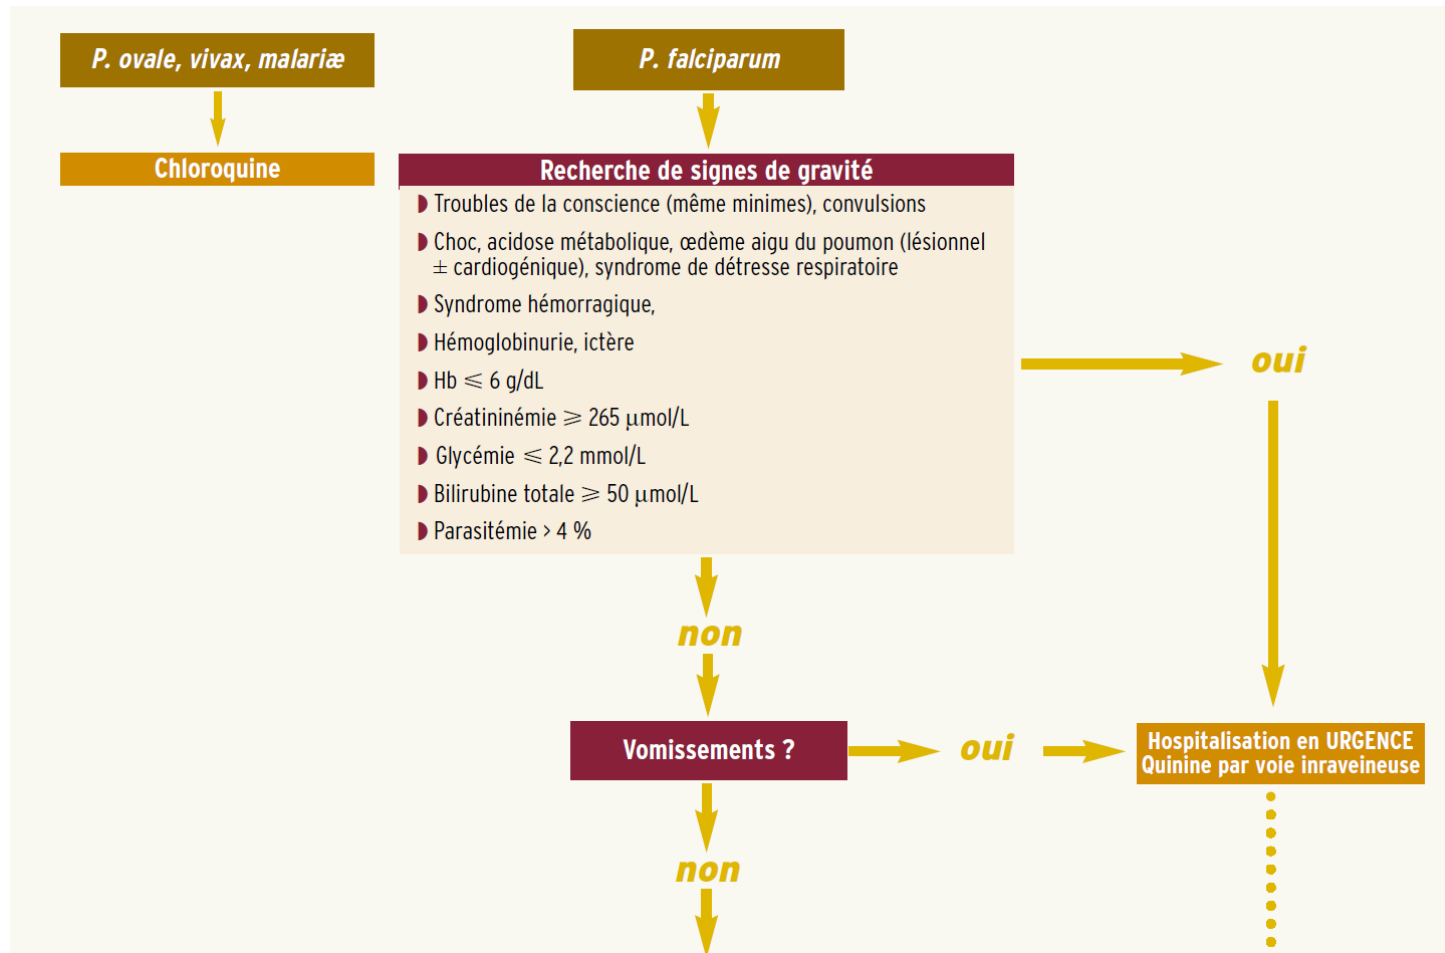 P. ovale, vivax, malariæ
P. falciparum
Chloroquine
Recherche de signes de gravité
◗ Troubles de la conscience (même minimes), convulsions
◗ Choc, acidose métabolique, œdème aigu du poumon (lésionnel
± cardiogénique), syndrome de détresse respiratoire
◗ Syndrome hémorragique,
◗ Hémoglobinurie, ictère
◗ Hb ⩽ 6 g/dL
◗ Créatininémie ⩾ 265 μmol/L
◗ Glycémie ⩽ 2,2 mmol/L
◗ Bilirubine totale ⩾ 50 μmol/L
◗ Parasitémie > 4 %
oui
non
Vomissements ?
oui
Hospitalisation en URGENCE
Quinine par voie inraveineuse
non